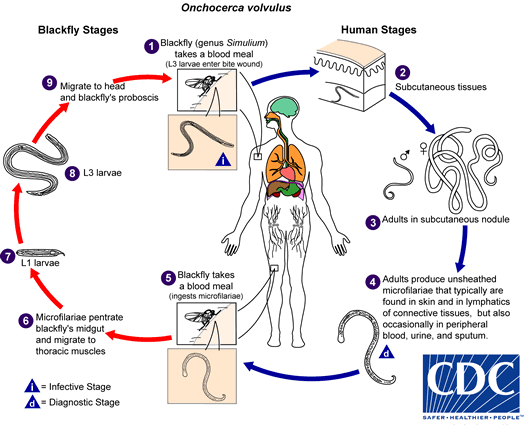 Onchocerca volvulus
Blackfly Stages
Human Stages
1 Blackfly (genus Simulium)
takes a blood meal
(L3 larvae enter bite wound)
i
2
Subcutaneous tissues
♂ ♀
3 Adults in subcutaneous nodule
4 Adults produce unsheathed
microfilariae that typically are
found in skin and in lymphatics
of connective tissues, but also
occasionally in peripheral
blood, urine, and sputum.
d
5 Blackfly takes
a blood meal
(ingests microfilariae)
6 Microfilariae pentrate
blackfly's midgut and
migrate to
thoracic muscles
7
L1 larvae
8 L3 larvae
9 Migrate to head
and blackfly's proboscis
i = Infective Stage
d = Diagnostic Stage
CDC
SAFER•HEALTHIER•PEOPLE™